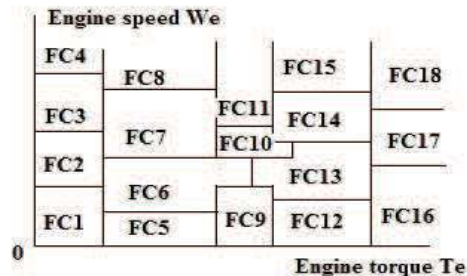 Engine speed We
FC4
FC8
FC15
FC18
FC3
FC11
FC7
FC10
FC14
FC17
FC2
FC6
FC13
FC1
FC5
FC9
FC12
FC16
0
Engine torque Te